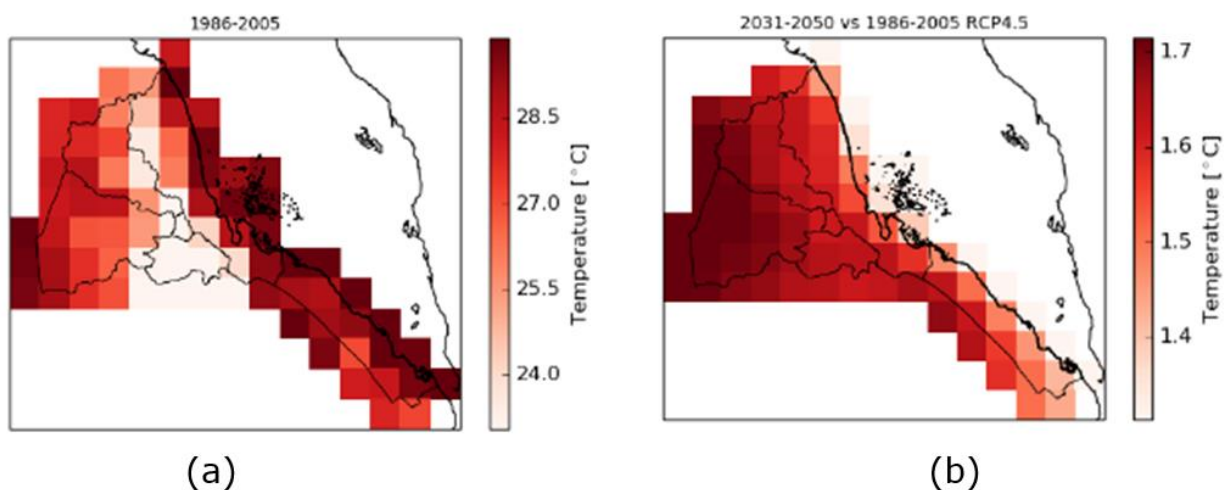 1986-2005
28.5
27.0
25.5
24.0
Temperature [°C]
(a)
2031-2050 vs 1986-2005 RCP4.5
1.7
1.6
1.5
1.4
Temperature [°C]
(b)